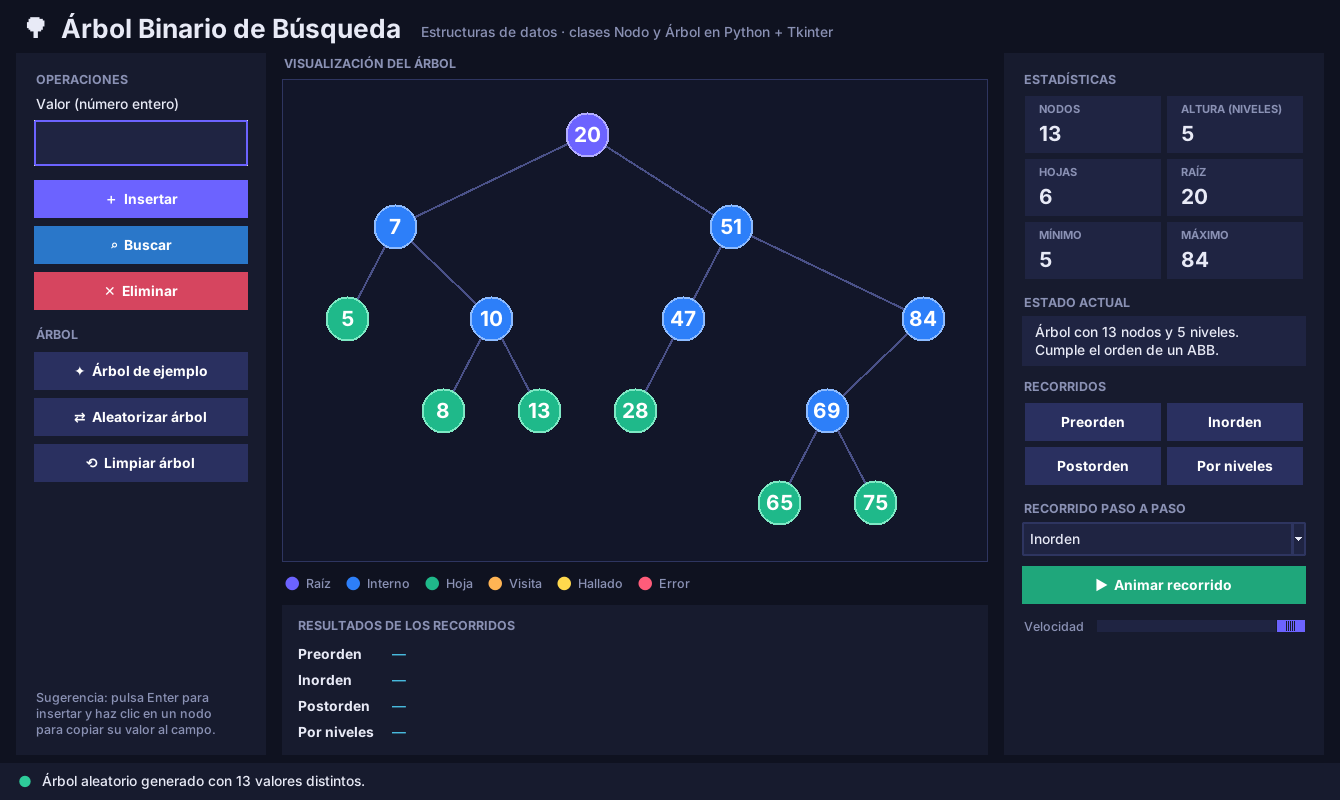 Árbol Binario de Búsqueda
Estructuras de datos · clases Nodo y Árbol en Python + Tkinter
OPERACIONES
Valor (número entero)
+ Insertar
⌕ Buscar
✕ Eliminar
ÁRBOL
✦ Árbol de ejemplo
⇄ Aleatorizar árbol
⟲ Limpiar árbol
Sugerencia: pulsa Enter para
insertar y haz clic en un nodo
para copiar su valor al campo.
VISUALIZACIÓN DEL ÁRBOL
20
7
51
5
10
47
84
8
13
28
69
65
75
Raíz
Interno
Hoja
Visita
Hallado
Error
RESULTADOS DE LOS RECORRIDOS
Preorden —
Inorden —
Postorden —
Por niveles —
ESTADÍSTICAS
NODOS
13
ALTURA (NIVELES)
5
HOJAS
6
RAÍZ
20
MÍNIMO
5
MÁXIMO
84
ESTADO ACTUAL
Árbol con 13 nodos y 5 niveles.
Cumple el orden de un ABB.
RECORRIDOS
Preorden
Inorden
Postorden
Por niveles
RECORRIDO PASO A PASO
Inorden
▶ Animar recorrido
Velocidad
Árbol aleatorio generado con 13 valores distintos.